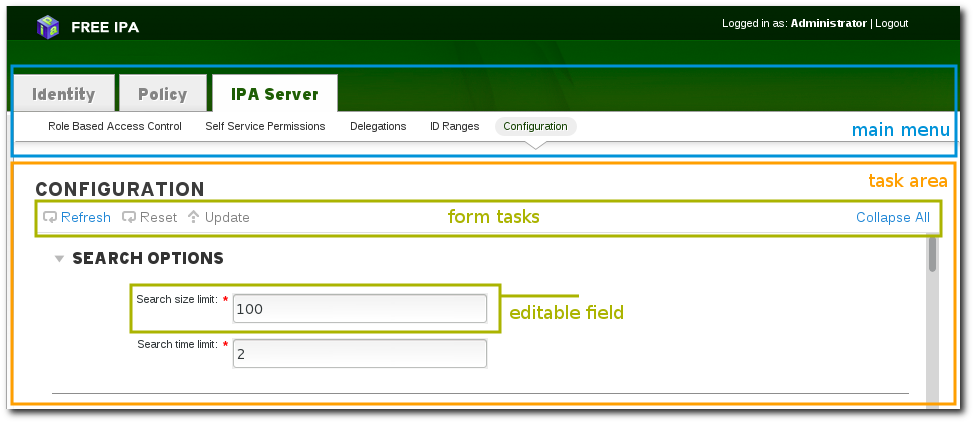 FREE IPA
Logged in as: Administrator | Logout
Identity Policy IPA Server
Role Based Access Control Self Service Permissions Delegations ID Ranges Configuration
main menu
task area
CONFIGURATION
Refresh Reset Update form tasks Collapse All
SEARCH OPTIONS
Search size limit: * 100
editable field
Search time limit: * 2